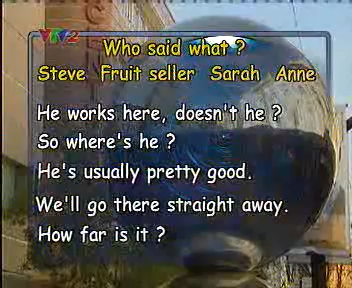 VTV2
Who said what ?
Steve Fruit seller Sarah Anne
He works here, doesn't he ?
So where's he ?
He's usually pretty good.
We'll go there straight away.
How far is it ?